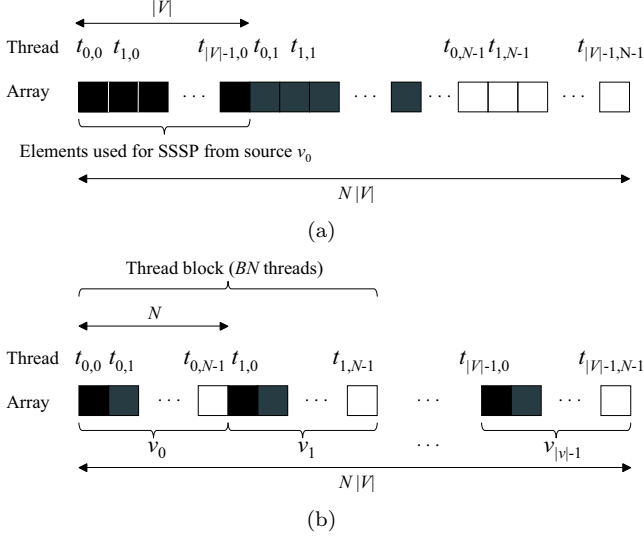 |V|
Thread t0,0 t1,0 t|V|-1,0 t0,1 t1,1 t0,N-1 t1,N-1 t|V|-1,N-1
Array ... ... ... ...
Elements used for SSSP from source v0
N |V|
(a)
Thread block (BN threads)
N
Thread t0,0 t0,1 t0,N-1 t1,0 t1,N-1 t|V|-1,0 t|V|-1,N-1
Array ... ... ... ...
v0 v1 ... v|v|-1
N |V|
(b)